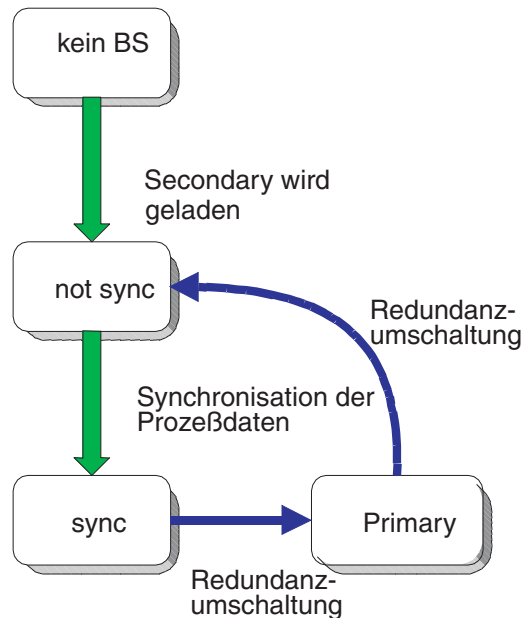 kein BS
Secondary wird
geladen
not sync
Redundanz-
umschaltung
Synchronisation der
Prozeßdaten
sync
Primary
Redundanz-
umschaltung